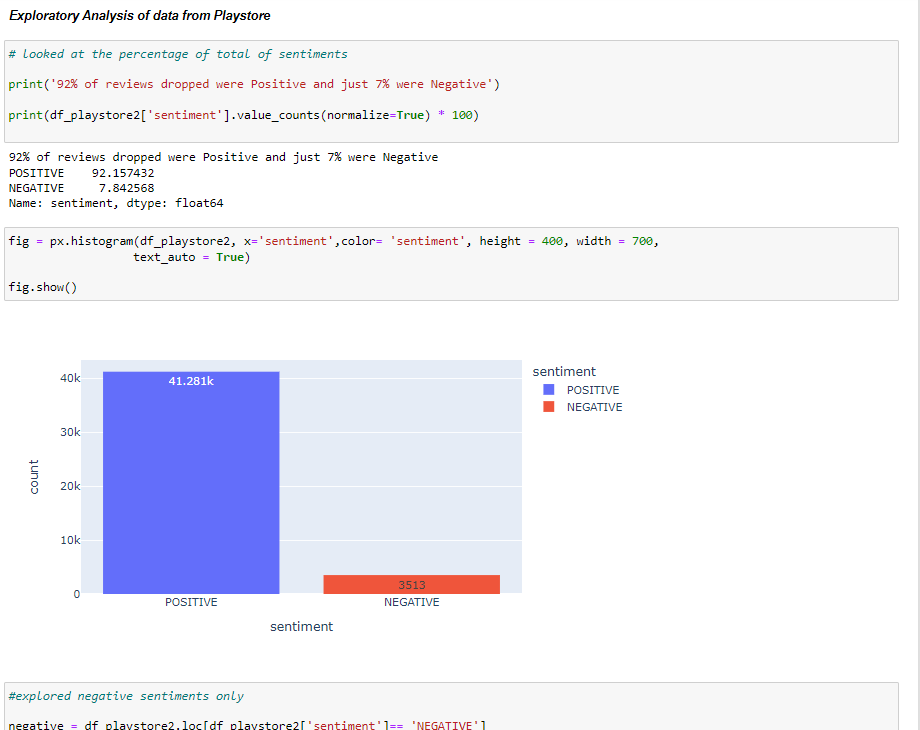 Exploratory Analysis of data from Playstore
# looked at the percentage of total of sentiments
print('92% of reviews dropped were Positive and just 7% were Negative')
print(df_playstore2['sentiment'].value_counts(normalize=True) * 100)
92% of reviews dropped were Positive and just 7% were Negative
POSITIVE    92.157432
NEGATIVE     7.842568
Name: sentiment, dtype: float64
fig = px.histogram(df_playstore2, x='sentiment',color= 'sentiment', height = 400, width = 700,
                  text_auto = True)
fig.show()
40k
30k
20k
10k
0
count
41.281k
3513
POSITIVE
NEGATIVE
sentiment
sentiment
POSITIVE
NEGATIVE
#explored negative sentiments only
negative = df_playstore2.loc[df_playstore2['sentiment']== 'NEGATIVE']